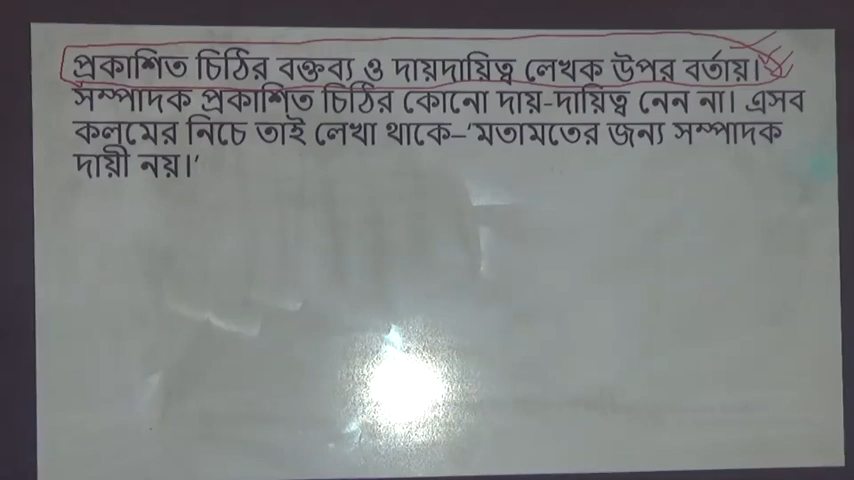 প্রকাশিত চিঠির বক্তব্য ও দায়দায়িত্ব লেখক উপর বর্তায়।
সম্পাদক প্রকাশিত চিঠির কোনো দায়-দায়িত্ব নেন না। এসব
কলমের নিচে তাই লেখা থাকে–'মতামতের জন্য সম্পাদক
দায়ী নয়।'